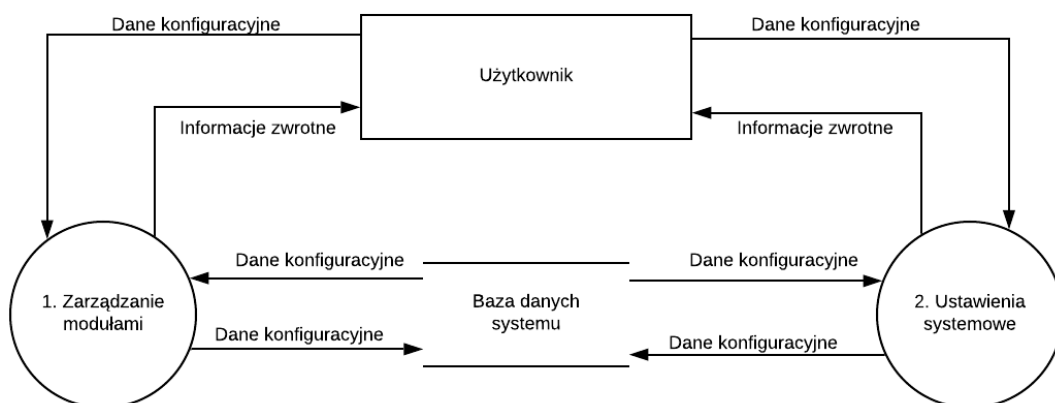 Dane konfiguracyjne
Dane konfiguracyjne
Użytkownik
Informacje zwrotne
Informacje zwrotne
Dane konfiguracyjne
Dane konfiguracyjne
1. Zarządzanie
modułami
Baza danych
systemu
2. Ustawienia
systemowe
Dane konfiguracyjne
Dane konfiguracyjne